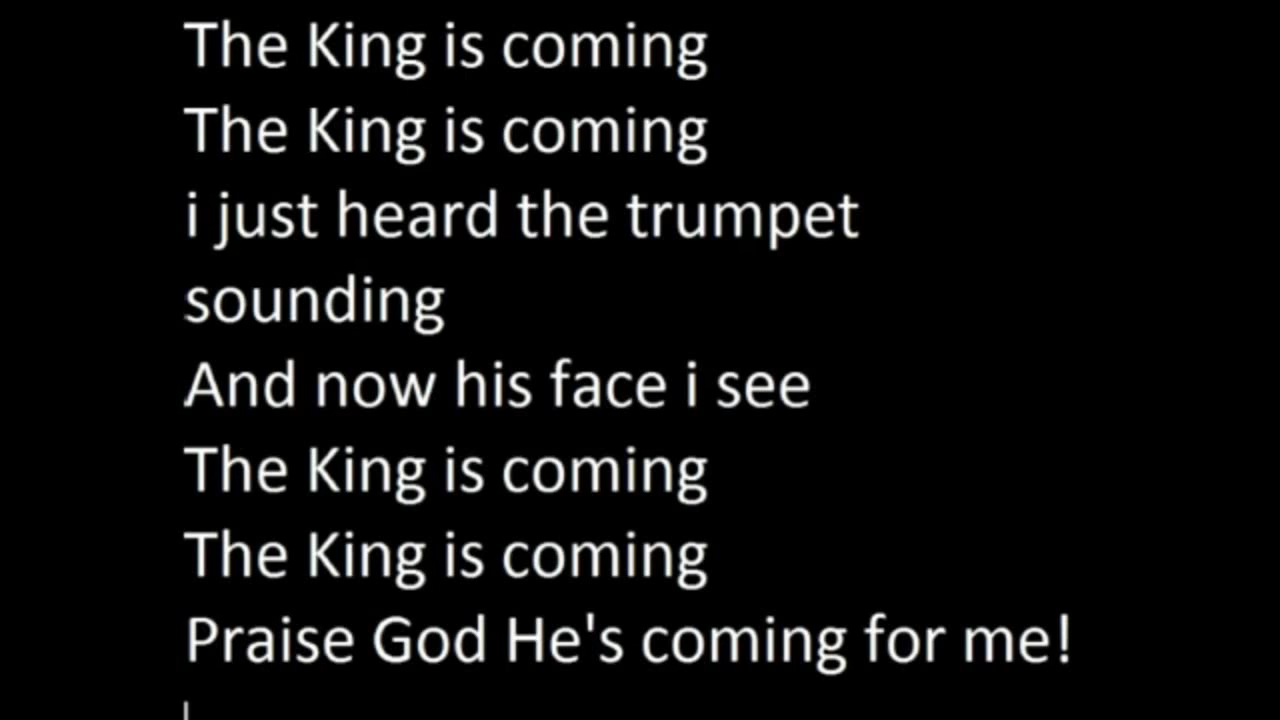 The King is coming
The King is coming
i just heard the trumpet
sounding
And now his face i see
The King is coming
The King is coming
Praise God He's coming for me!